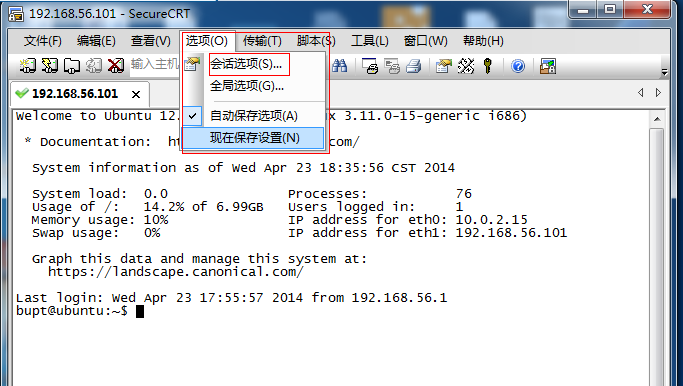 192.168.56.101 - SecureCRT
文件(F) 编辑(E) 查看(V) 选项(O) 传输(T) 脚本(S) 工具(L) 窗口(W) 帮助(H)
输入主机
会话选项(S)...
全局选项(G)...
自动保存选项(A)
现在保存设置(N)
192.168.56.101
Welcome to Ubuntu 12. x 3.11.0-15-generic i686)
* Documentation: com/
System information as of Wed Apr 23 18:35:56 CST 2014
System load: 0.0 Processes: 76
Usage of /: 14.2% of 6.99GB Users logged in: 1
Memory usage: 10% IP address for eth0: 10.0.2.15
Swap usage: 0% IP address for eth1: 192.168.56.101
Graph this data and manage this system at:
https://landscape.canonical.com/
Last login: Wed Apr 23 17:55:57 2014 from 192.168.56.1
bupt@ubuntu:~$